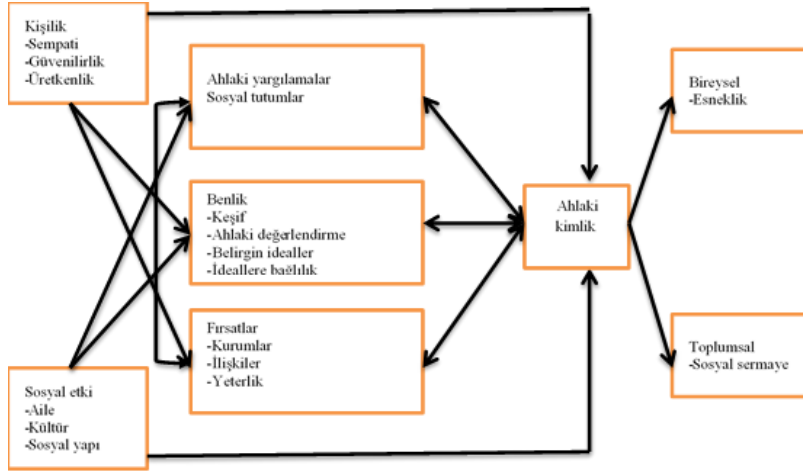 Kişilik
-Sempati
-Güvenilirlik
-Üretkenlik
Ahlaki yargılamalar
Sosyal tutumlar
Benlik
-Keşif
-Ahlaki değerlendirme
-Belirgin idealler
-İdeallere bağlılık
Fırsatlar
-Kurumlar
-İlişkiler
-Yeterlik
Sosyal etki
-Aile
-Kültür
-Sosyal yapı
Ahlaki
kimlik
Bireysel
-Esneklik
Toplumsal
-Sosyal sermaye